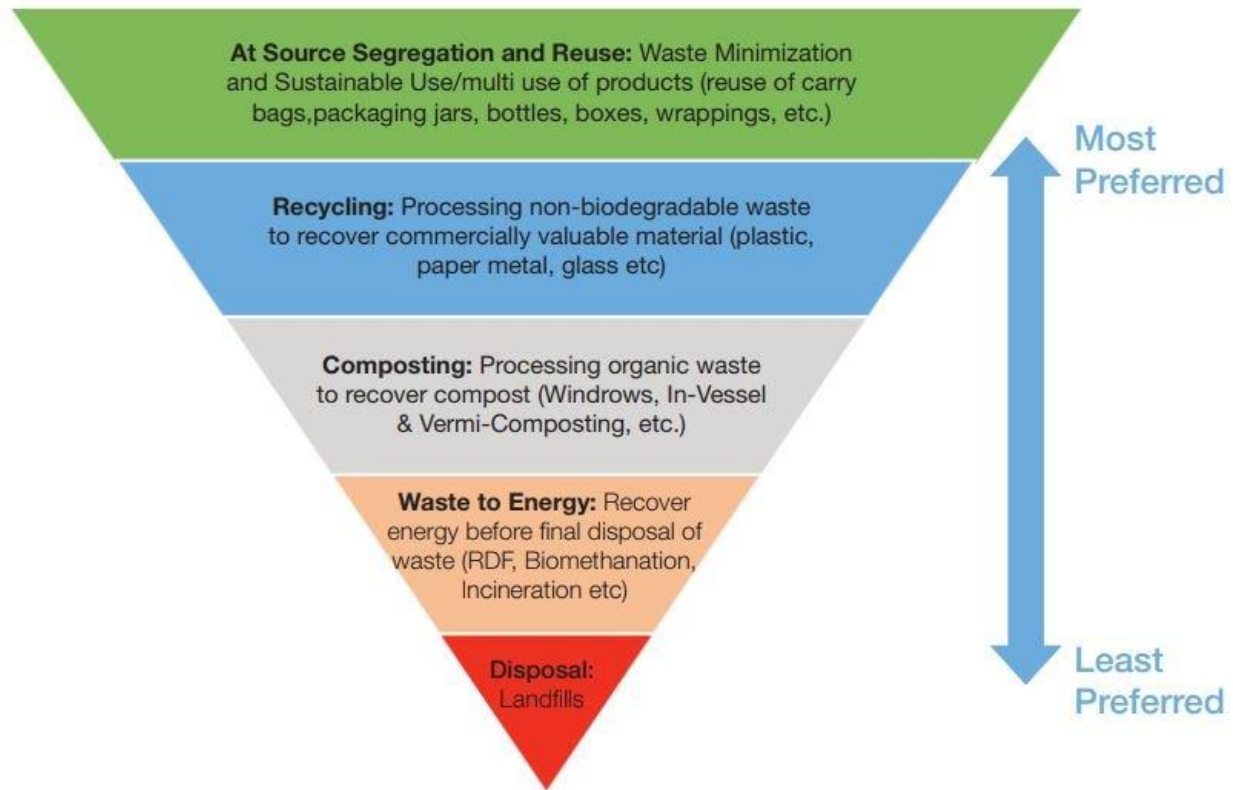 At Source Segregation and Reuse: Waste Minimization
and Sustainable Use/multi use of products (reuse of carry
bags,packaging jars, bottles, boxes, wrappings, etc.)
Most
Preferred
Recycling: Processing non-biodegradable waste
to recover commercially valuable material (plastic,
paper metal, glass etc)
Composting: Processing organic waste
to recover compost (Windrows, In-Vessel
& Vermi-Composting, etc.)
Waste to Energy: Recover
energy before final disposal of
waste (RDF, Biomethanation,
Incineration etc)
Disposal:
Landfills
Least
Preferred